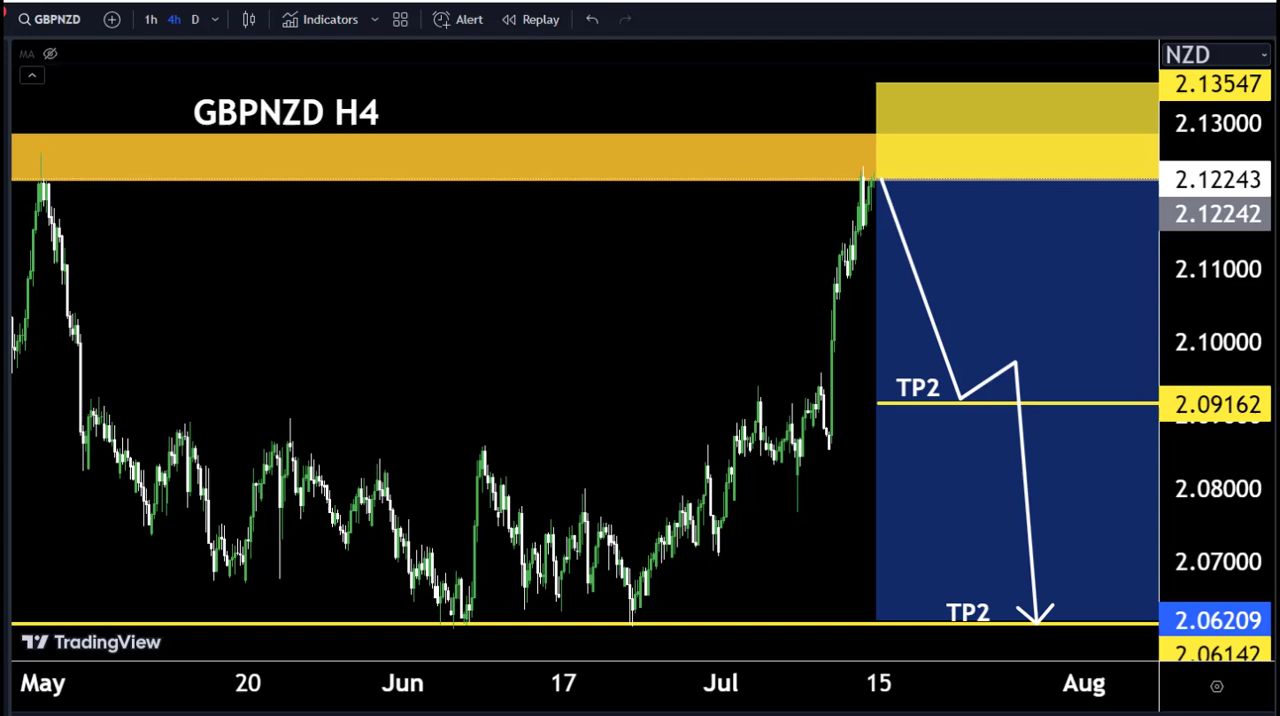 GBPNZD 1h 4h D Indicators Alert Replay
MA
NZD
GBPNZD H4
2.13547
2.13000
2.12243
2.12242
2.11000
2.10000
TP2
2.09162
2.08000
2.07000
TP2
2.06209
TradingView
2.06142
May 20 Jun 17 Jul 15 Aug